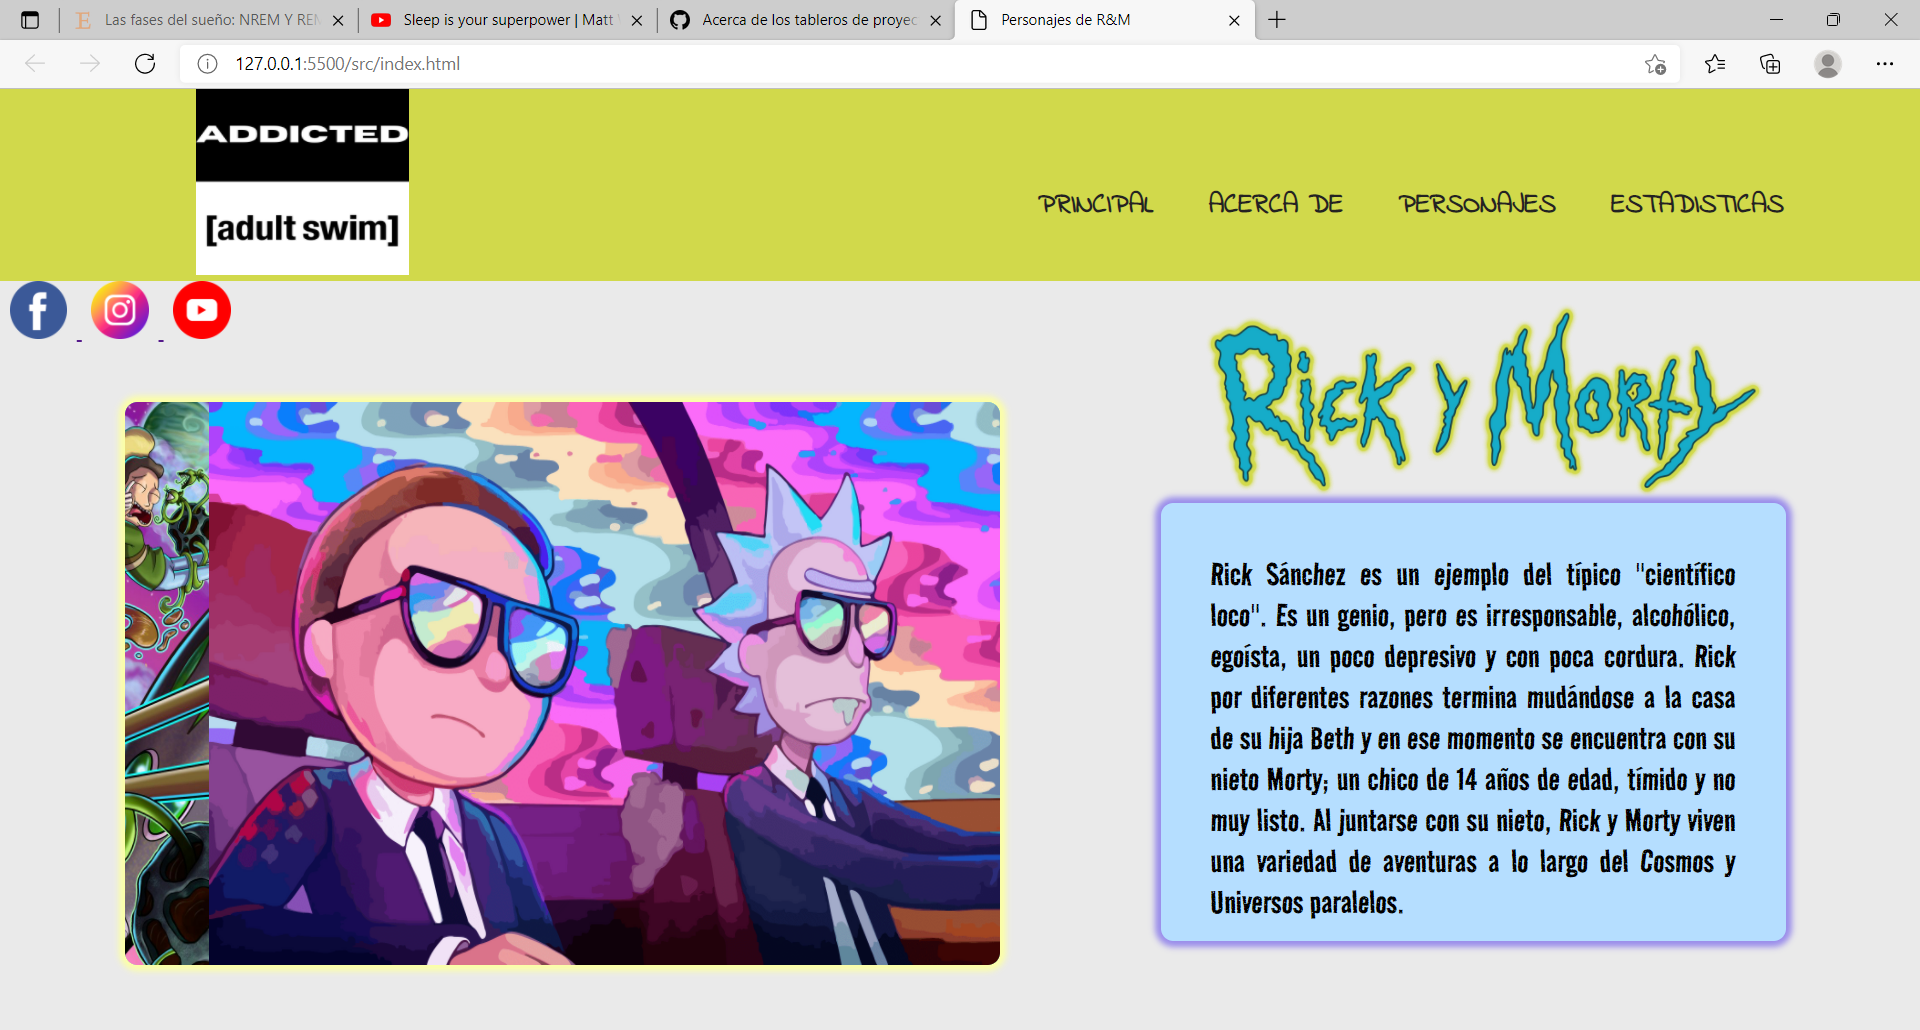 Las fases del sueño: NREM Y REM
Sleep is your superpower | Matt
Acerca de los tableros de proyec
Personajes de R&M
127.0.0.1:5500/src/index.html
ADDICTED
[adult swim]
PRINCIPAL
ACERCA DE
PERSONAJES
ESTADISTICAS
Rick y Morty
Rick Sánchez es un ejemplo del típico "científico
loco". Es un genio, pero es irresponsable, alcohólico,
egoísta, un poco depresivo y con poca cordura. Rick
por diferentes razones termina mudándose a la casa
de su hija Beth y en ese momento se encuentra con su
nieto Morty; un chico de 14 años de edad, tímido y no
muy listo. Al juntarse con su nieto, Rick y Morty viven
una variedad de aventuras a lo largo del Cosmos y
Universos paralelos.